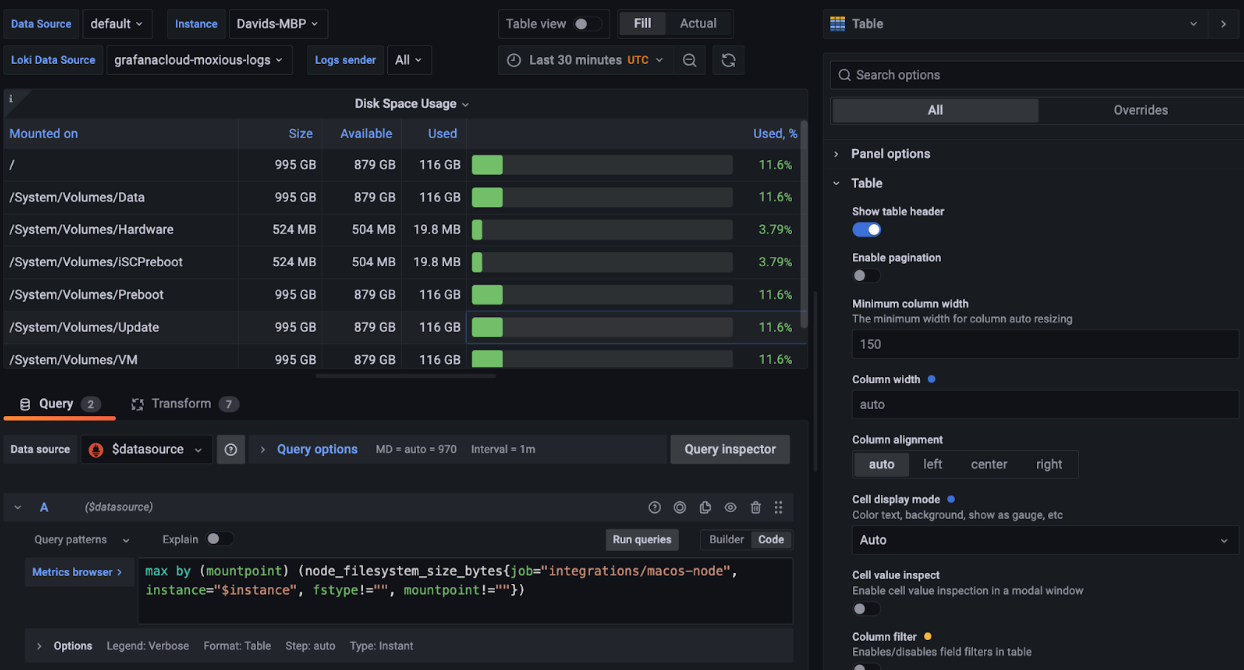 Data Source default Instance Davids-MBP
Loki Data Source grafanacloud-moxious-logs Logs sender All
Table view Fill Actual
Last 30 minutes UTC
i
Disk Space Usage
Mounted on Size Available Used Used, %
/ 995 GB 879 GB 116 GB 11.6%
/System/Volumes/Data 995 GB 879 GB 116 GB 11.6%
/System/Volumes/Hardware 524 MB 504 MB 19.8 MB 3.79%
/System/Volumes/iSCPreboot 524 MB 504 MB 19.8 MB 3.79%
/System/Volumes/Preboot 995 GB 879 GB 116 GB 11.6%
/System/Volumes/Update 995 GB 879 GB 116 GB 11.6%
/System/Volumes/VM 995 GB 879 GB 116 GB 11.6%
Query 2 Transform 7
Data source $datasource Query options MD = auto = 970 Interval = 1m Query inspector
A ($datasource)
Query patterns Explain Run queries Builder Code
Metrics browser >
max by (mountpoint) (node_filesystem_size_bytes{job="integrations/macos-node",
instance="$instance", fstype!="", mountpoint!=""})
Options Legend: Verbose Format: Table Step: auto Type: Instant
Table
Search options
All Overrides
Panel options
Table
Show table header
Enable pagination
Minimum column width
The minimum width for column auto resizing
150
Column width
auto
Column alignment
auto left center right
Cell display mode
Color text, background, show as gauge, etc
Auto
Cell value inspect
Enable cell value inspection in a modal window
Column filter
Enables/disables field filters in table